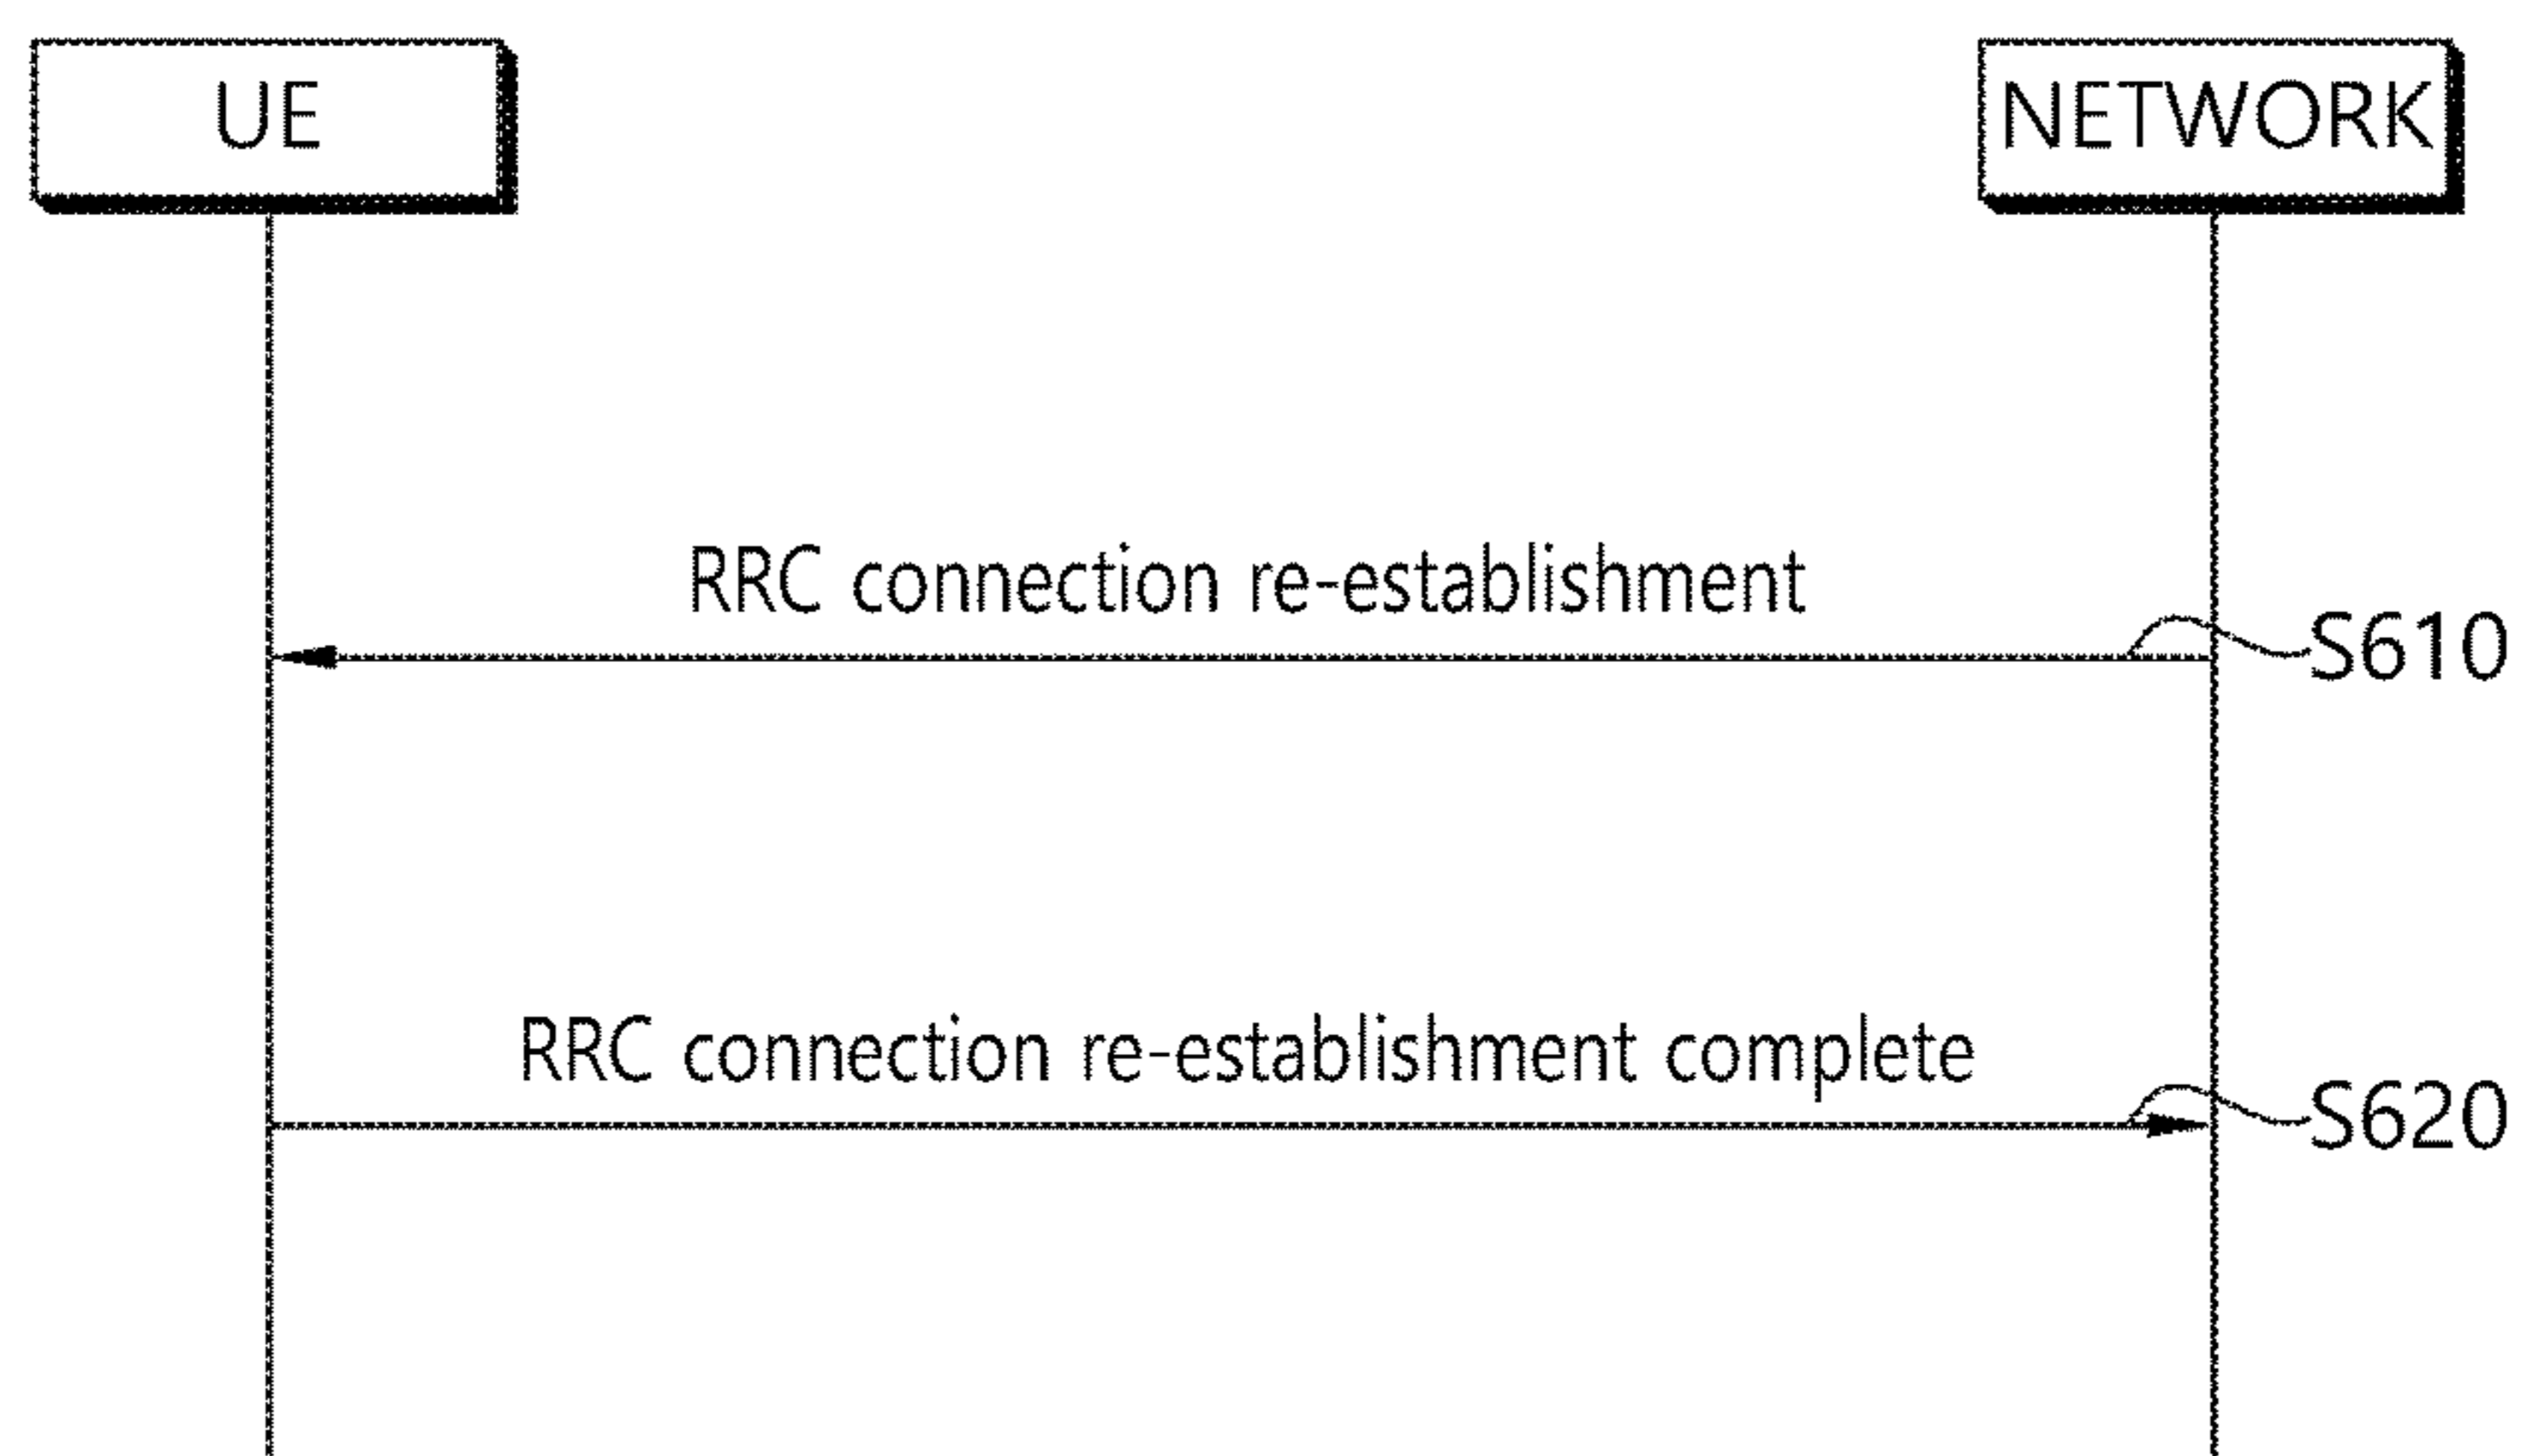 UE
NETWORK
RRC connection re-establishment
S610
RRC connection re-establishment complete
S620